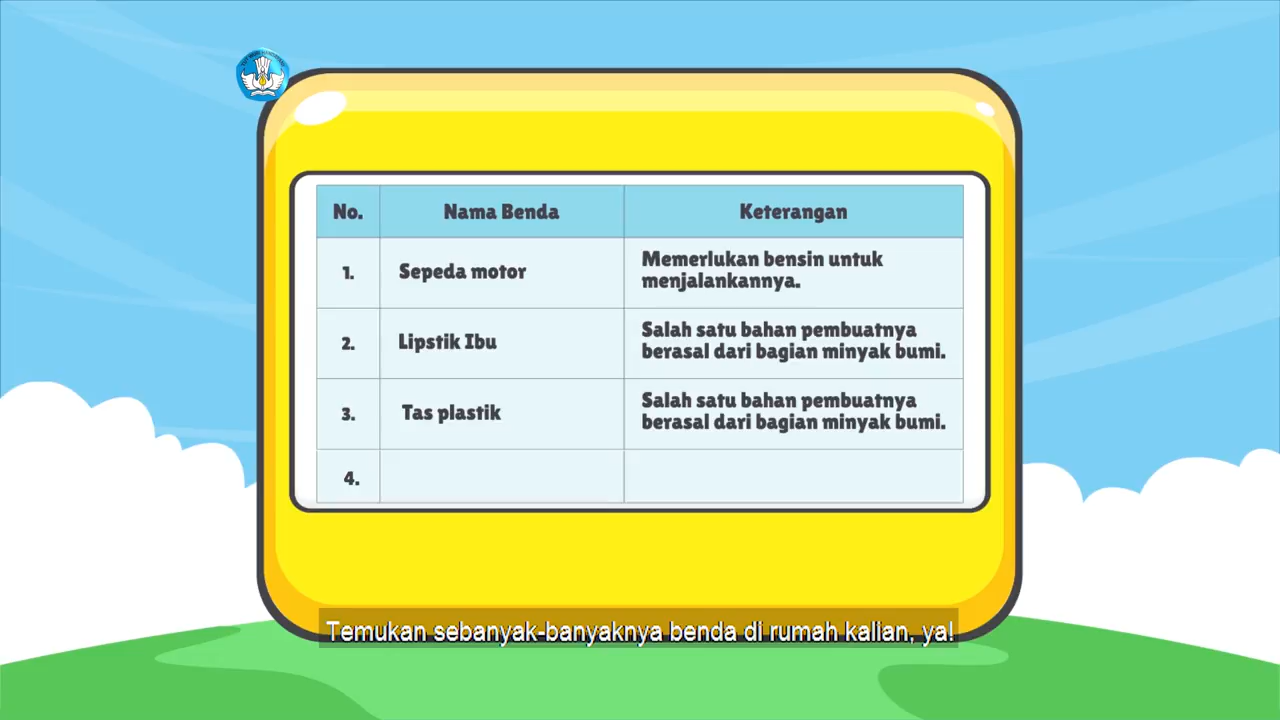 No. Nama Benda Keterangan
1. Sepeda motor Memerlukan bensin untuk
menjalankannya.
2. Lipstik Ibu Salah satu bahan pembuatnya
berasal dari bagian minyak bumi.
3. Tas plastik Salah satu bahan pembuatnya
berasal dari bagian minyak bumi.
4.
Temukan sebanyak-banyaknya benda di rumah kalian, ya!